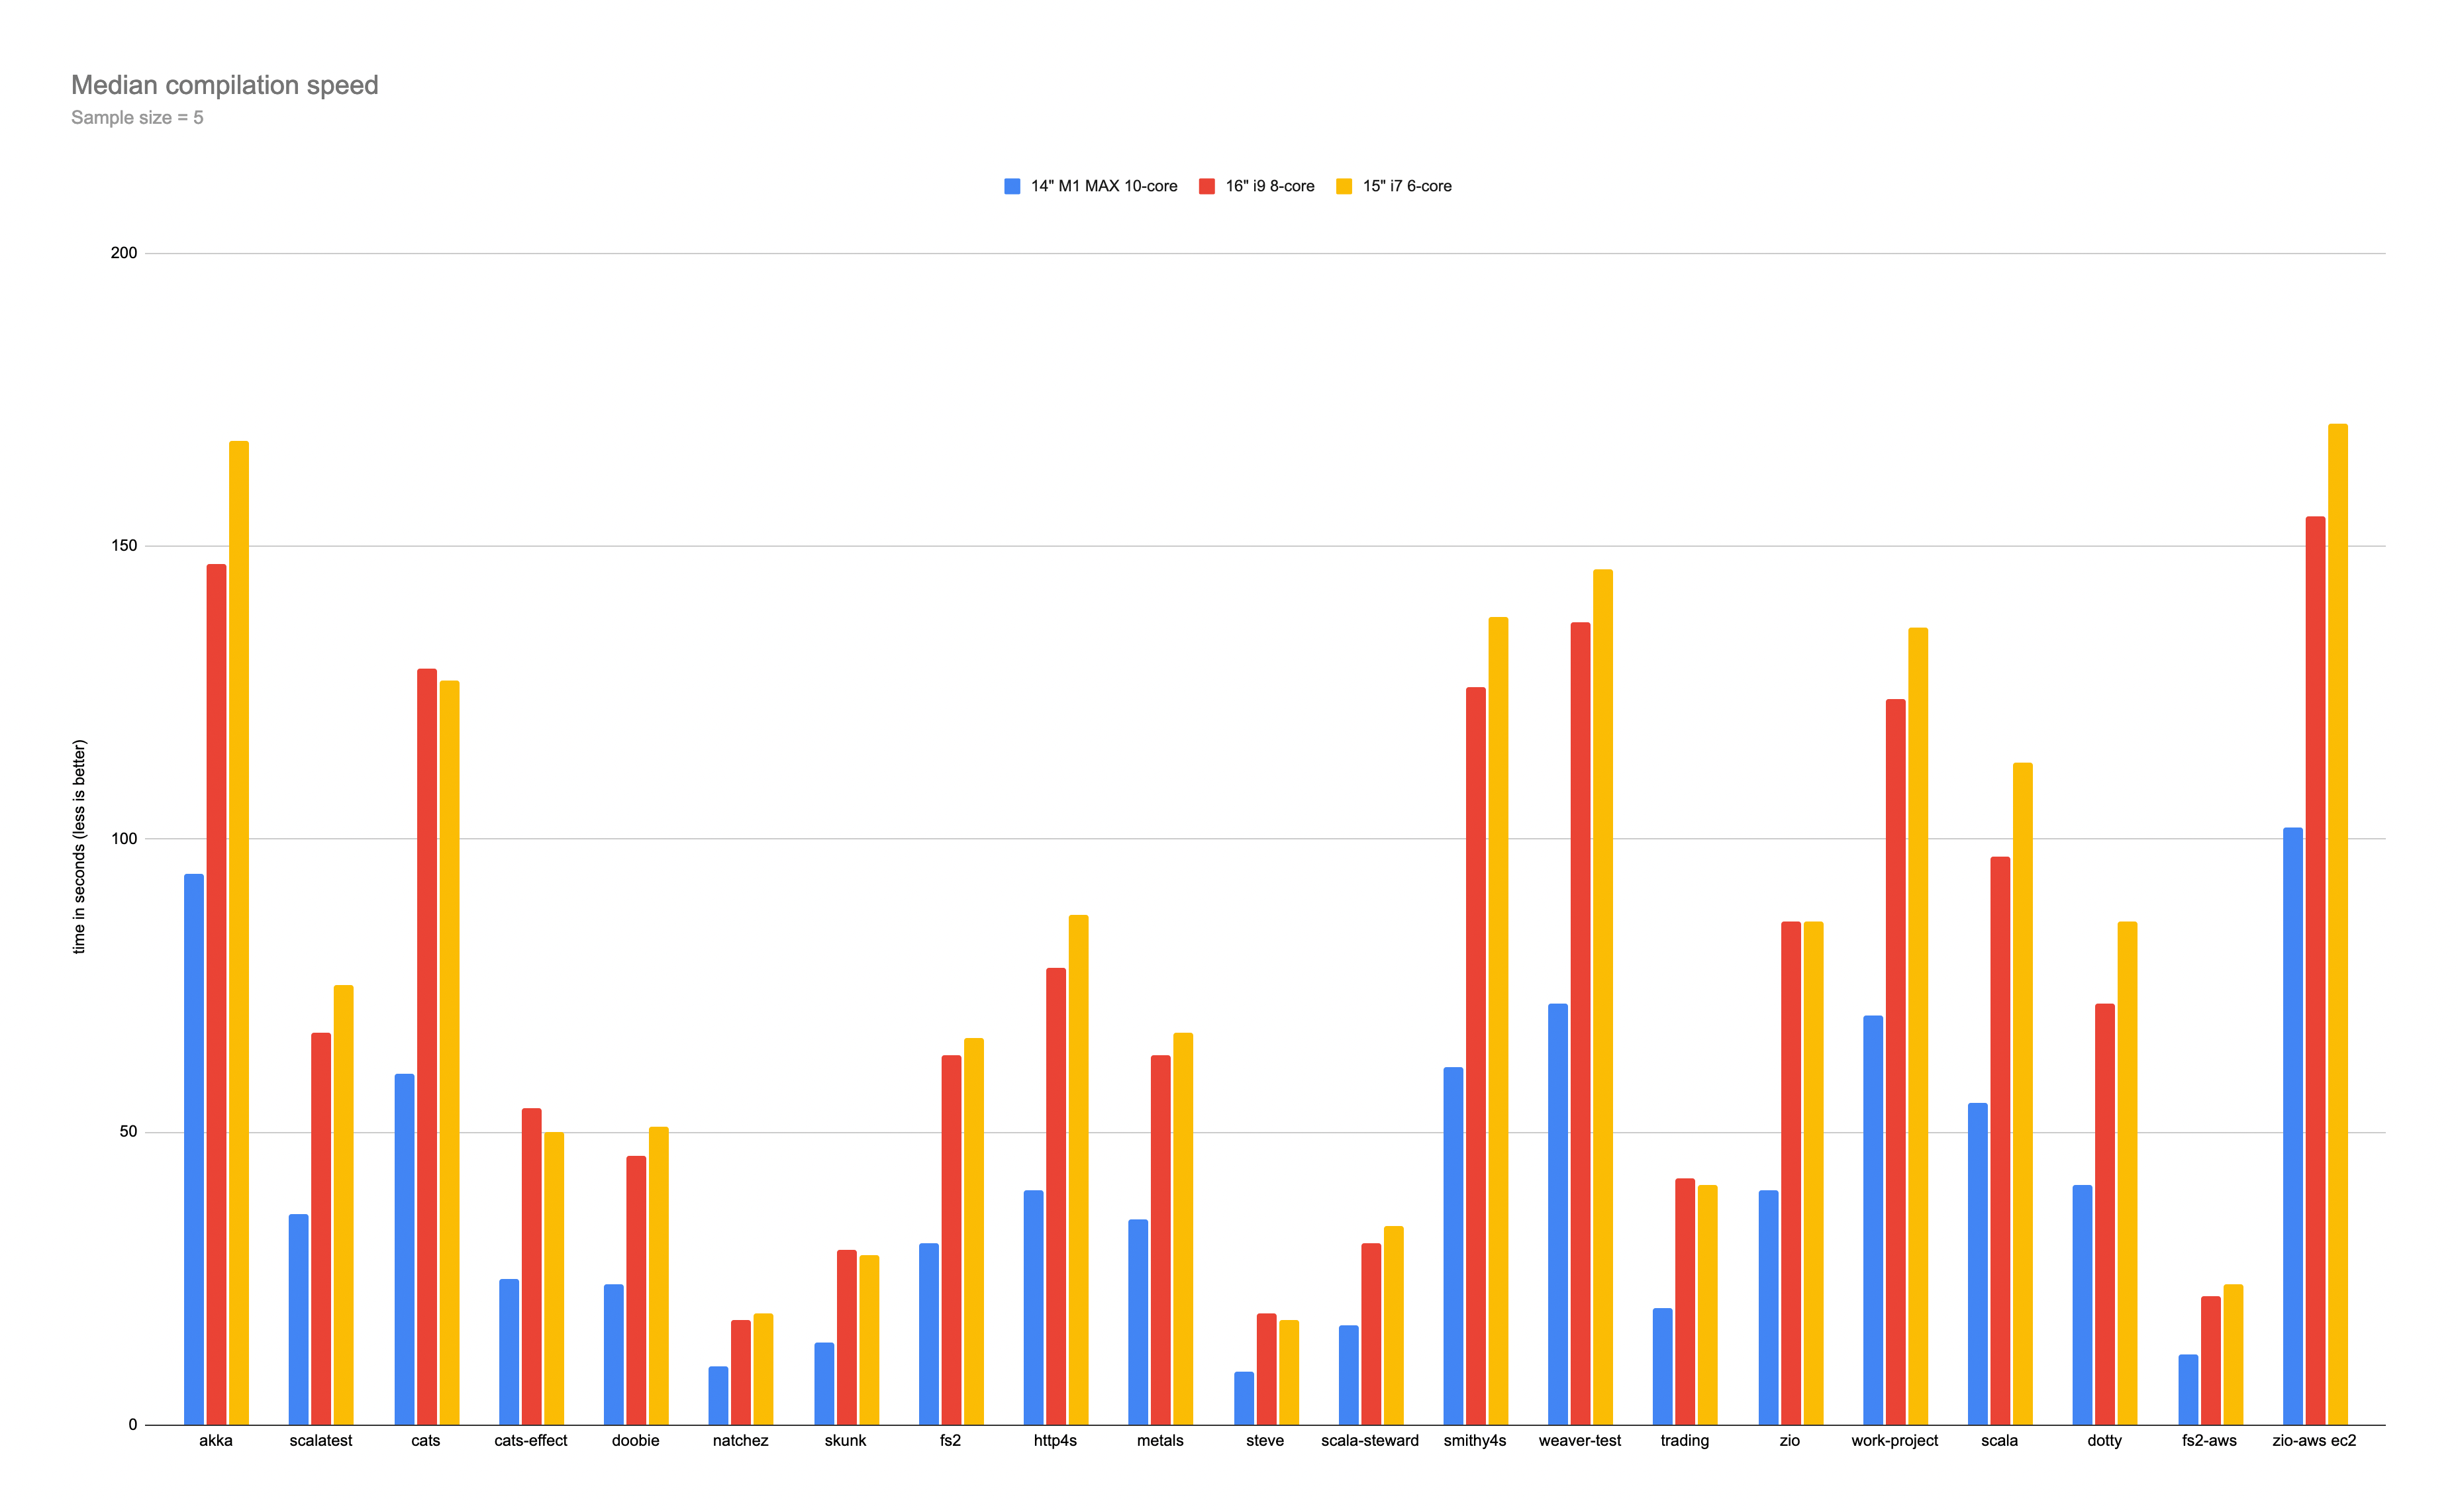 Median compilation speed
Sample size = 5
14" M1 MAX 10-core 16" i9 8-core 15" i7 6-core
200
150
100
50
0
time in seconds (less is better)
akka scalatest cats cats-effect doobie natchez skunk fs2 http4s metals steve scala-steward smithy4s weaver-test trading zio work-project scala dotty fs2-aws zio-aws ec2